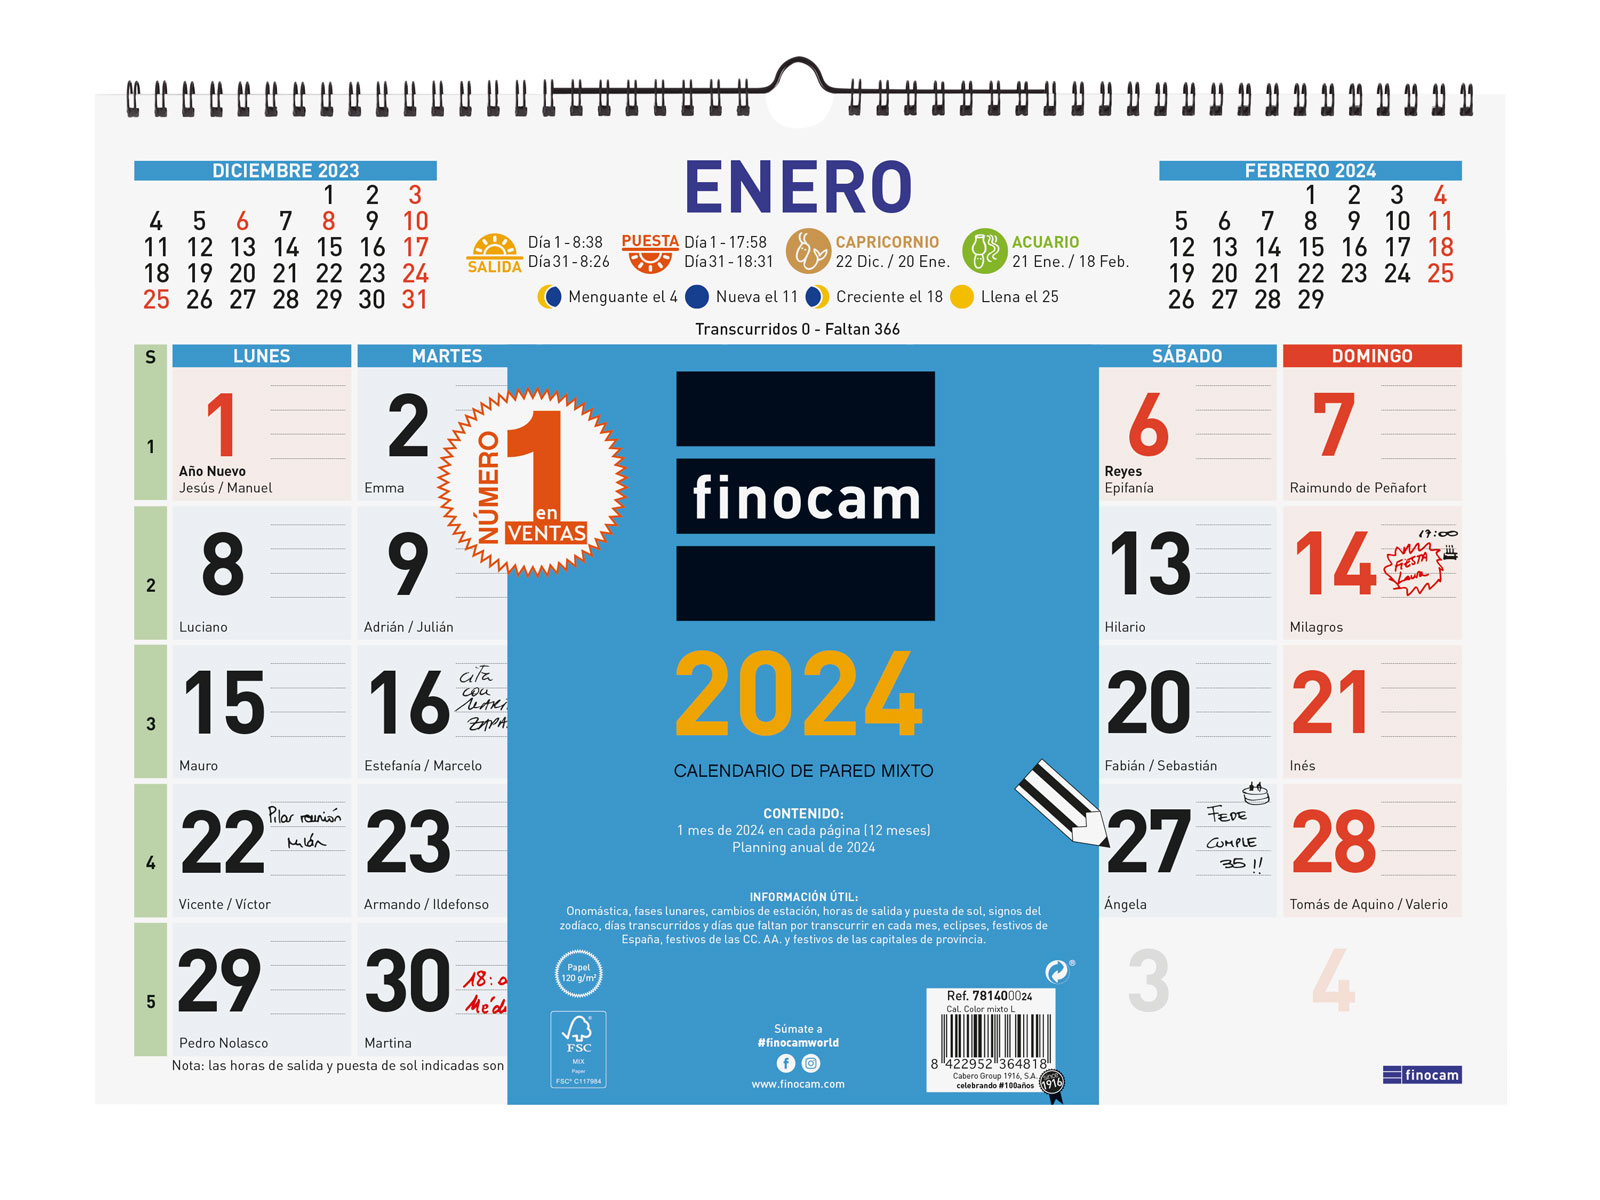 DICIEMBRE 2023
1 2 3
4 5 6 7 8 9 10
11 12 13 14 15 16 17
18 19 20 21 22 23 24
25 26 27 28 29 30 31
ENERO
SALIDA
Día 1 - 8:38
Día 31 - 8:26
PUESTA
Día 1 - 17:58
Día 31 - 18:31
CAPRICORNIO
22 Dic. / 20 Ene.
ACUARIO
21 Ene. / 18 Feb.
Menguante el 4 Nueva el 11 Creciente el 18 Llena el 25
Transcurridos 0 - Faltan 366
FEBRERO 2024
1 2 3 4
5 6 7 8 9 10 11
12 13 14 15 16 17 18
19 20 21 22 23 24 25
26 27 28 29
S LUNES MARTES SÁBADO DOMINGO
1
1
Año Nuevo
Jesús / Manuel
2
Emma
6
Reyes
Epifanía
7
Raimundo de Peñafort
2
8
Luciano
9
Adrián / Julián
13
Hilario
14
17:00
FIESTA
Laura
Milagros
3
15
Mauro
16
cita
con
MARI
ZAPA
Estefanía / Marcelo
20
Fabián / Sebastián
21
Inés
4
22
Pilar reunión
Milán
Vicente / Víctor
23
Armando / Ildefonso
27
FEDE
CUMPLE
35 !!
Ángela
28
Tomás de Aquino / Valerio
5
29
Pedro Nolasco
30
18:0
Médi
Martina
3
4
Nota: las horas de salida y puesta de sol indicadas son
NÚMERO
1
en
VENTAS
finocam
2024
CALENDARIO DE PARED MIXTO
CONTENIDO:
1 mes de 2024 en cada página (12 meses)
Planning anual de 2024
INFORMACIÓN ÚTIL:
Onomástica, fases lunares, cambios de estación, horas de salida y puesta de sol, signos del
zodíaco, días transcurridos y días que faltan por transcurrir en cada mes, eclipses, festivos de
España, festivos de las CC. AA. y festivos de las capitales de provincia.
Papel
120 g/m²
®
FSC
MIX
Paper
FSC® C117984
Súmate a
#finocamworld
www.finocam.com
Ref. 781400024
Cal. Color mixto L
8 422952 364818
Cabero Group 1916, S.A.
celebrando #100años
1916
finocam